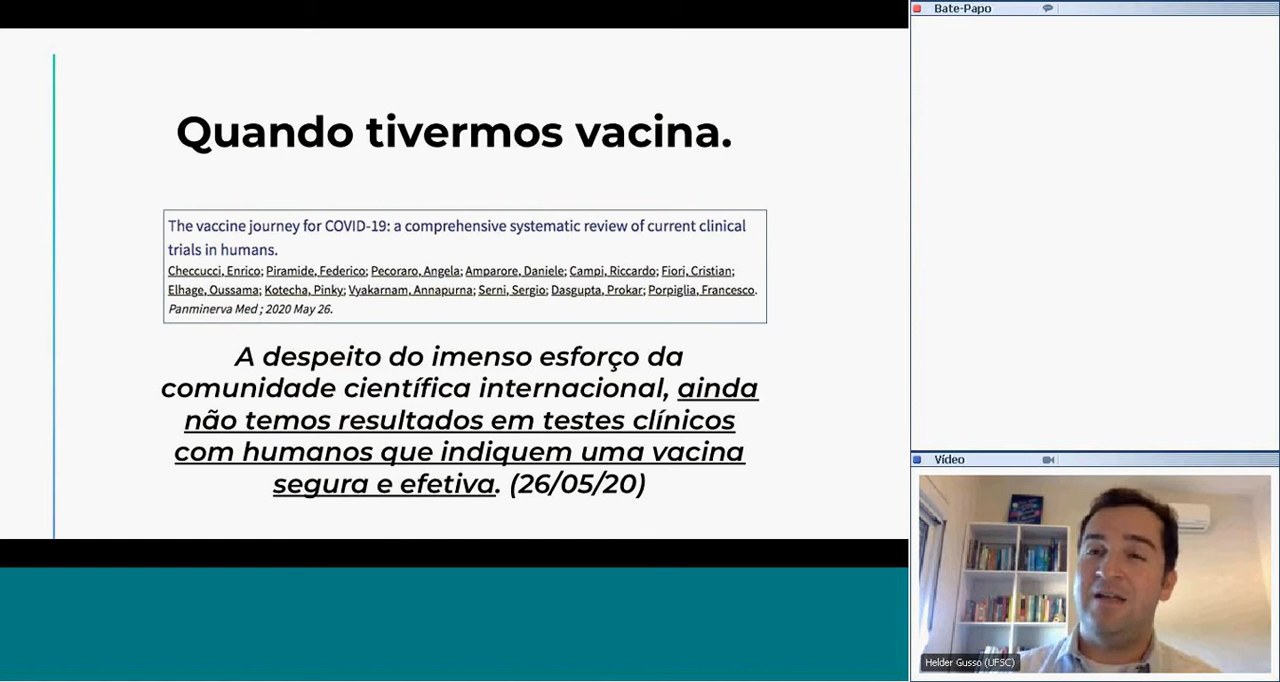 Quando tivermos vacina.
The vaccine journey for COVID-19: a comprehensive systematic review of current clinical
trials in humans.
Checcucci, Enrico; Piramide, Federico; Pecoraro, Angela; Amparore, Daniele; Campi, Riccardo; Fiori, Cristian;
Elhage, Oussama; Kotecha, Pinky; Vyakarnam, Annapurna; Serni, Sergio; Dasgupta, Prokar; Porpiglia, Francesco.
Panminerva Med ; 2020 May 26.
A despeito do imenso esforço da
comunidade científica internacional, ainda
não temos resultados em testes clínicos
com humanos que indiquem uma vacina
segura e efetiva. (26/05/20)
Bate-Papo
Vídeo
Helder Gusso (UFSC)